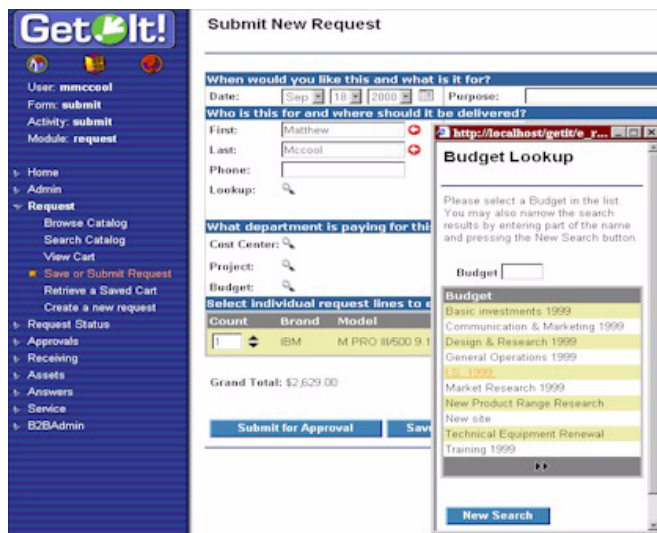 Get It!
User: mmccool
Form: submit
Activity: submit
Module: request
Home
Admin
Request
Browse Catalog
Search Catalog
View Cart
Save or Submit Request
Retrieve a Saved Cart
Create a new request
Request Status
Approvals
Receiving
Assets
Answers
Service
B2BAdmin
Submit New Request
When would you like this and what is it for?
Date: Sep 18 2000 Purpose:
Who is this for and where should it be delivered?
First: Matthew
Last: Mccool
Phone:
Lookup:
What department is paying for this
Cost Center:
Project:
Budget:
Select individual request lines to e
Count Brand Model
1 IBM M PRO III/500 9.1
Grand Total: $2,629.00
Submit for Approval Save
http://localhost/getit/e_r...
Budget Lookup
Please select a Budget in the list.
You may also narrow the search
results by entering part of the name
and pressing the New Search button.
Budget
Budget
Basic investments 1999
Communication & Marketing 1999
Design & Research 1999
General Operations 1999
I.S. 1999
Market Research 1999
New Product Range Research
New site
Technical Equipment Renewal
Training 1999
New Search